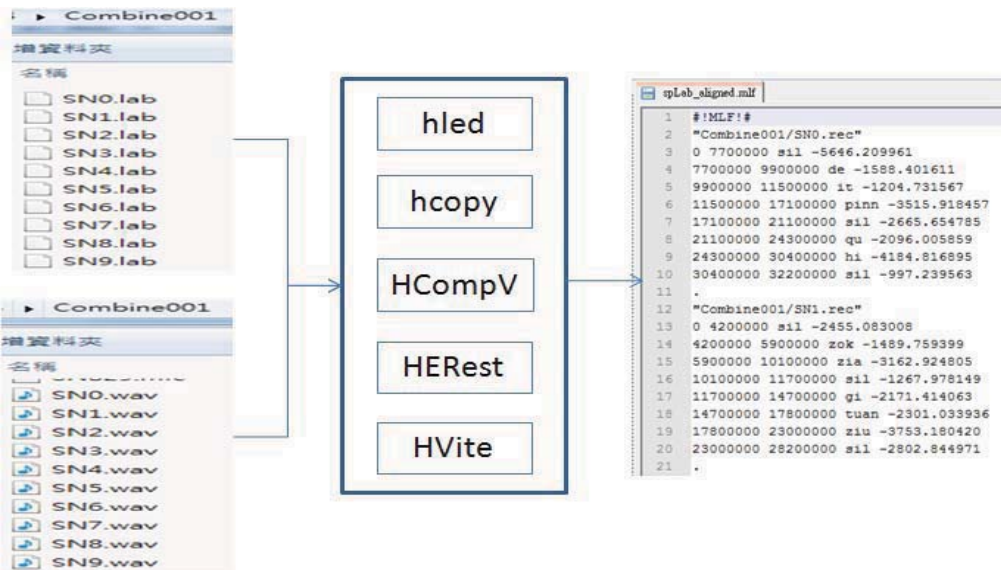 Combine001
增資料夾
名稱
SN0.lab
SN1.lab
SN2.lab
SN3.lab
SN4.lab
SN5.lab
SN6.lab
SN7.lab
SN8.lab
SN9.lab
Combine001
增資料夾
名稱
SN0.wav
SN1.wav
SN2.wav
SN3.wav
SN4.wav
SN5.wav
SN6.wav
SN7.wav
SN8.wav
SN9.wav
hled
hcopy
HCompV
HERest
HVite
spLab_aligned.mlf
1 #!MLF!#
2 "Combine001/SN0.rec"
3 0 7700000 sil -5646.209961
4 7700000 9900000 de -1588.401611
5 9900000 11500000 it -1204.731567
6 11500000 17100000 pinn -3515.918457
7 17100000 21100000 sil -2665.654785
8 21100000 24300000 qu -2096.005859
9 24300000 30400000 hi -4184.816895
10 30400000 32200000 sil -997.239563
11 .
12 "Combine001/SN1.rec"
13 0 4200000 sil -2455.083008
14 4200000 5900000 zok -1489.759399
15 5900000 10100000 zia -3162.924805
16 10100000 11700000 sil -1267.978149
17 11700000 14700000 gi -2171.414063
18 14700000 17800000 tuan -2301.033936
19 17800000 23000000 ziu -3753.180420
20 23000000 28200000 sil -2802.844971
21 .